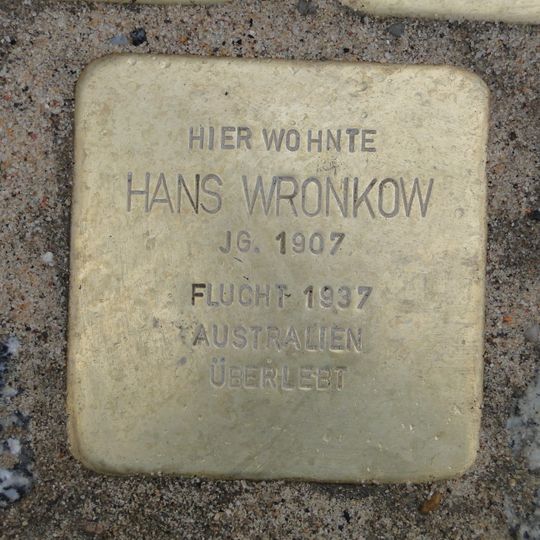 HIER WOHNTE
HANS WRONKOW
JG. 1907
FLUCHT 1937
AUSTRALIEN
ÜBERLEBT